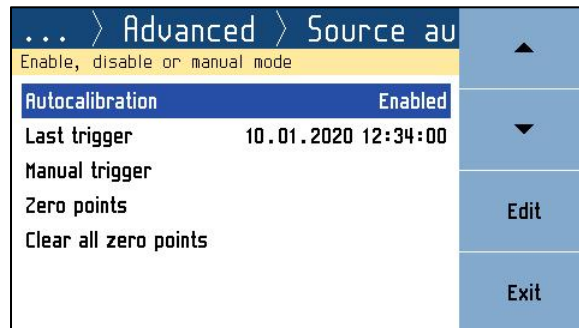 ... > Advanced > Source au
Enable, disable or manual mode
Autocalibration Enabled
Last trigger 10.01.2020 12:34:00
Manual trigger
Zero points
Clear all zero points
Edit
Exit